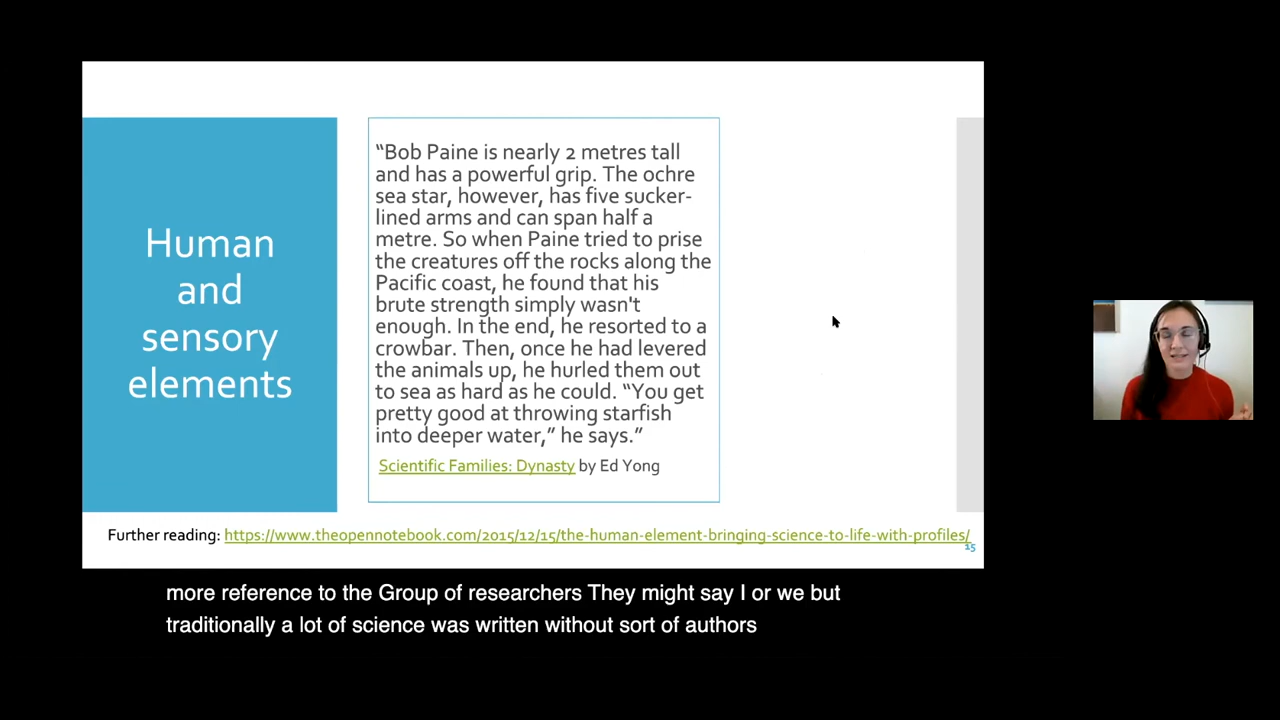 Human
and
sensory
elements
“Bob Paine is nearly 2 metres tall
and has a powerful grip. The ochre
sea star, however, has five sucker-
lined arms and can span half a
metre. So when Paine tried to prise
the creatures off the rocks along the
Pacific coast, he found that his
brute strength simply wasn't
enough. In the end, he resorted to a
crowbar. Then, once he had levered
the animals up, he hurled them out
to sea as hard as he could. “You get
pretty good at throwing starfish
into deeper water,” he says.”
Scientific Families: Dynasty by Ed Yong
Further reading: https://www.theopennotebook.com/2015/12/15/the-human-element-bringing-science-to-life-with-profiles/
15
more reference to the Group of researchers They might say I or we but
traditionally a lot of science was written without sort of authors